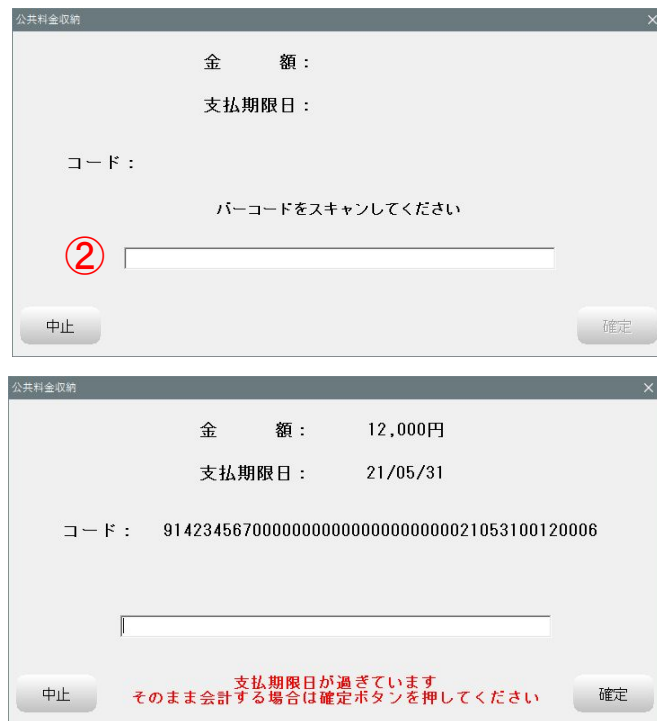 公共料金収納 ×
金　　額：
支払期限日：
コード：
バーコードをスキャンしてください
②
中止 確定
公共料金収納 ×
金　　額： 12,000円
支払期限日： 21/05/31
コード： 91423456700000000000000000000021053100120006
支払期限日が過ぎています
そのまま会計する場合は確定ボタンを押してください
中止 確定